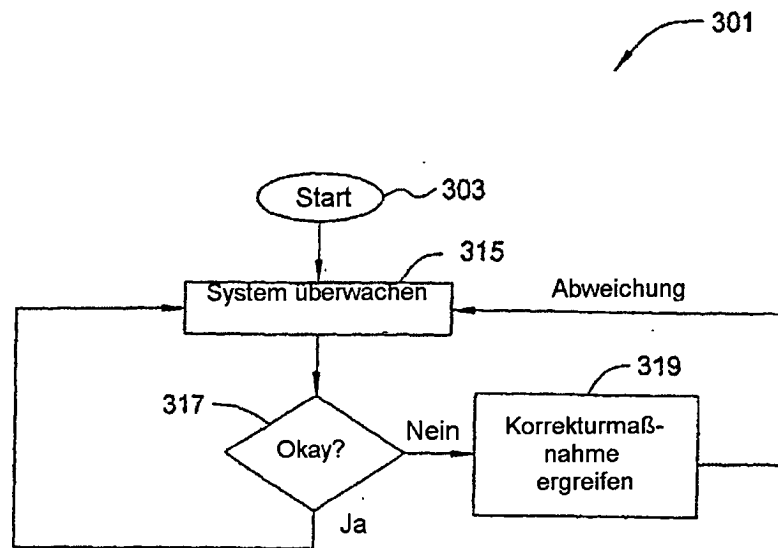 301
Start
303
315
System überwachen
Abweichung
317
Okay?
Nein
319
Korrekturmaß-
nahme
ergreifen
Ja